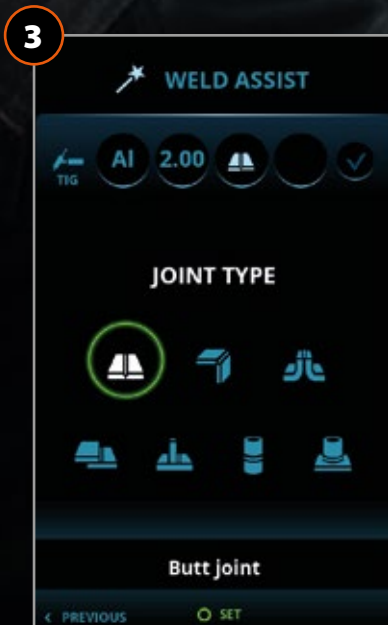 3
WELD ASSIST
TIG Al 2.00
JOINT TYPE
Butt joint
< PREVIOUS SET